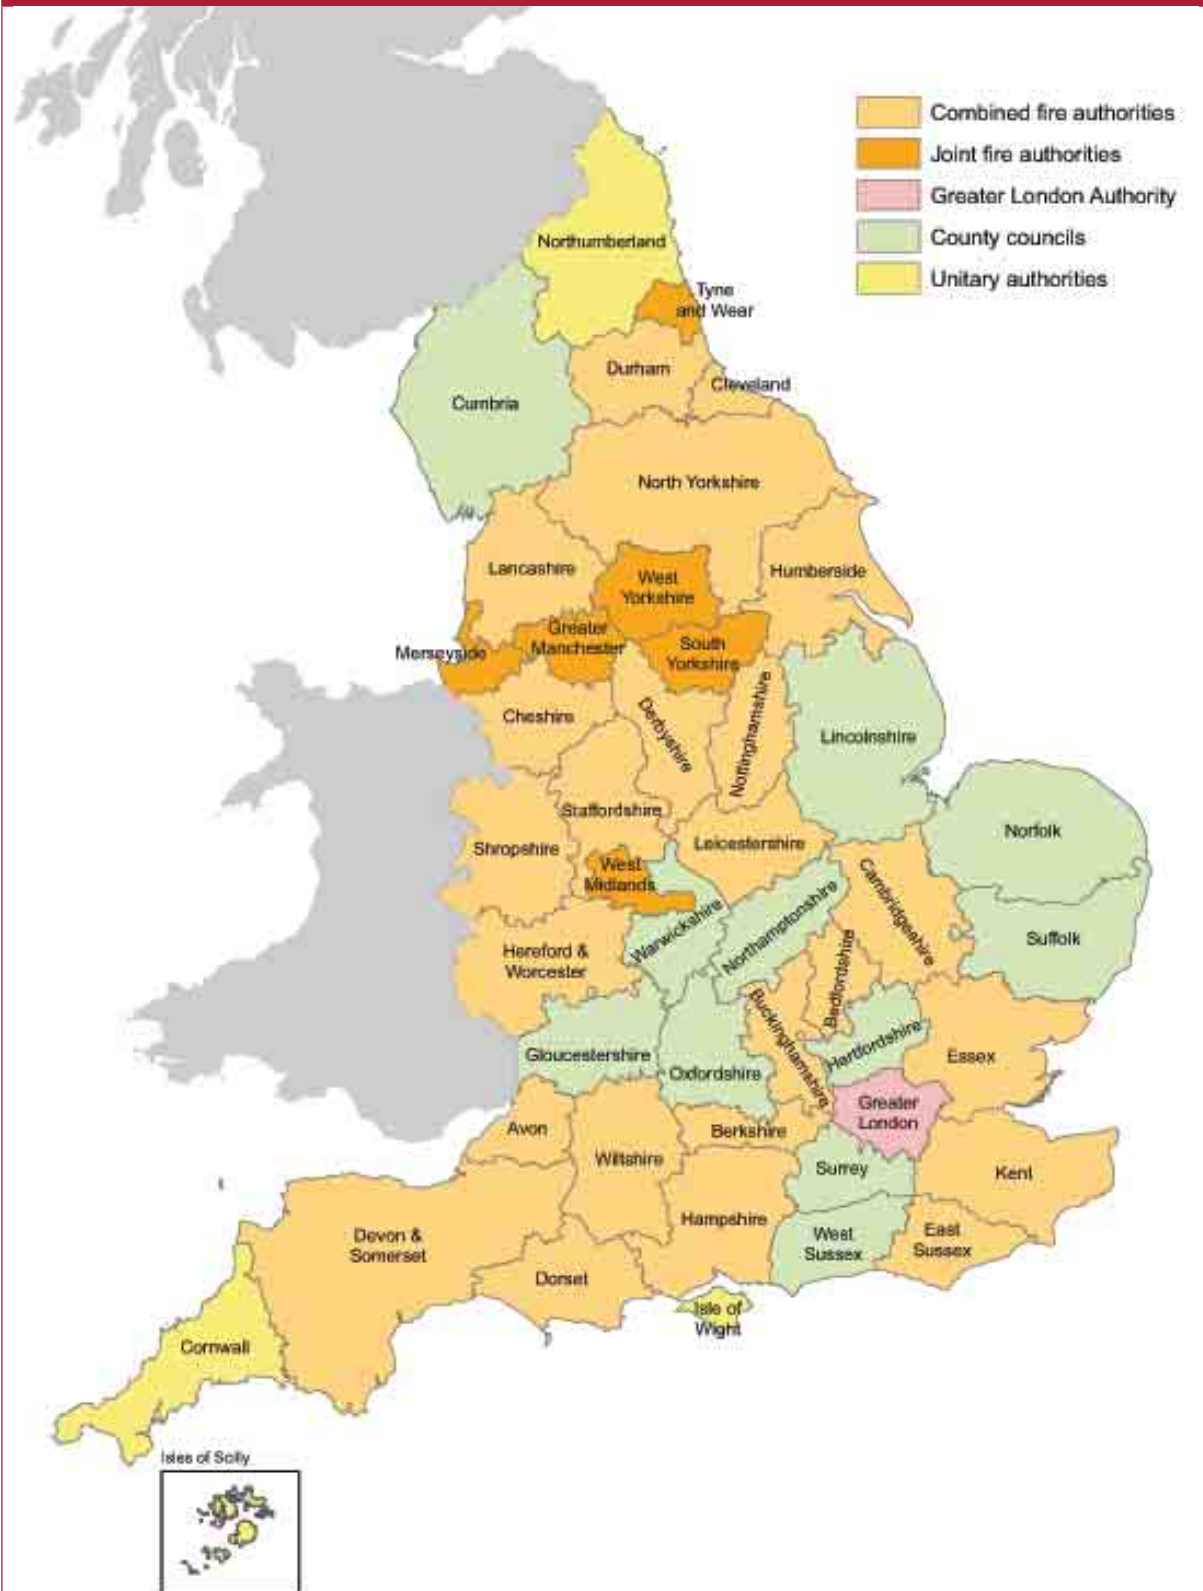 Combined fire authorities
Joint fire authorities
Greater London Authority
County councils
Unitary authorities
Northumberland
Tyne
and Wear
Durham
Cleveland
Cumbria
North Yorkshire
Lancashire
West
Yorkshire
Humberside
Merseyside
Greater
Manchester
South
Yorkshire
Cheshire
Derbyshire
Nottinghamshire
Lincolnshire
Staffordshire
Norfolk
Shropshire
Leicestershire
West
Midlands
Cambridgeshire
Warwickshire
Northamptonshire
Suffolk
Hereford &
Worcester
Bedfordshire
Buckinghamshire
Hartfordshire
Essex
Gloucestershire
Oxfordshire
Greater
London
Avon
Berkshire
Wiltshire
Surrey
Kent
Hampshire
Devon &
Somerset
West
Sussex
East
Sussex
Dorset
Isle of
Wight
Cornwall
Isles of Scilly